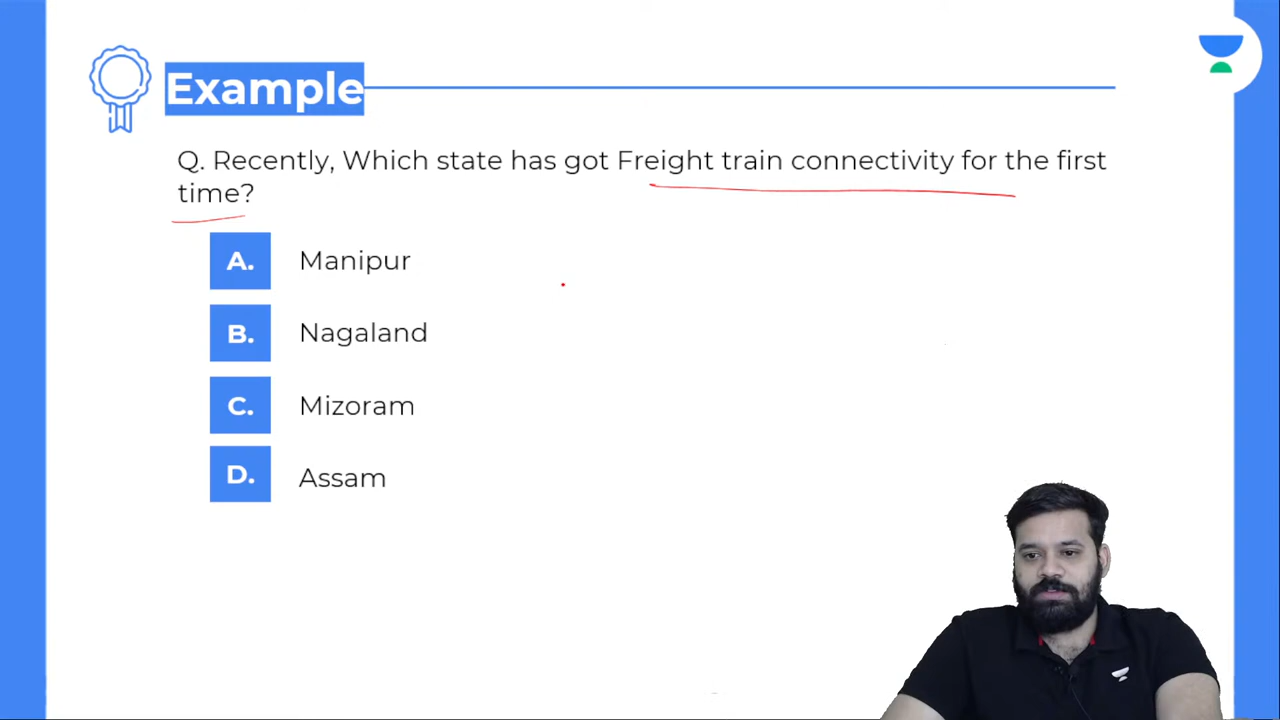 Example
Q. Recently, Which state has got Freight train connectivity for the first
time?
A. Manipur
B. Nagaland
C. Mizoram
D. Assam